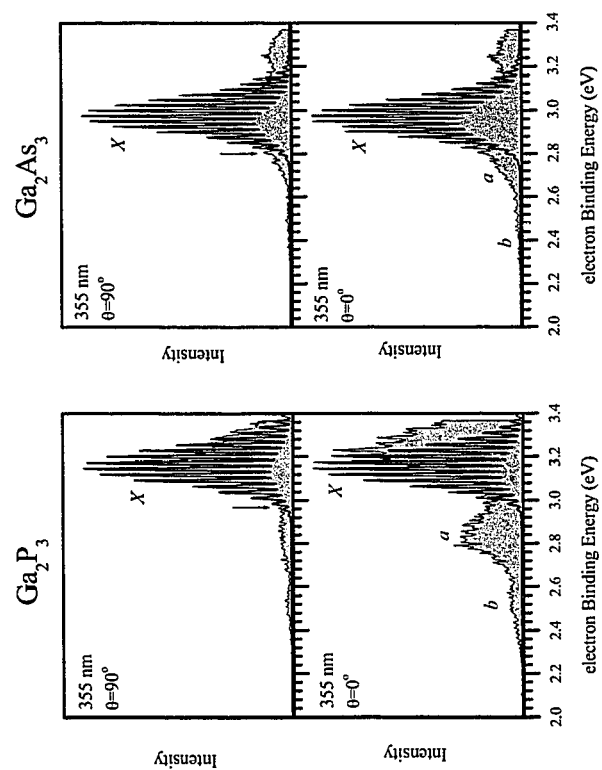 Ga2P3
355 nm
θ=90°
X
Intensity
355 nm
θ=0°
X
a
b
Intensity
2.0 2.2 2.4 2.6 2.8 3.0 3.2 3.4
electron Binding Energy (eV)
Ga2As3
355 nm
θ=90°
X
Intensity
355 nm
θ=0°
X
a
b
Intensity
2.0 2.2 2.4 2.6 2.8 3.0 3.2 3.4
electron Binding Energy (eV)